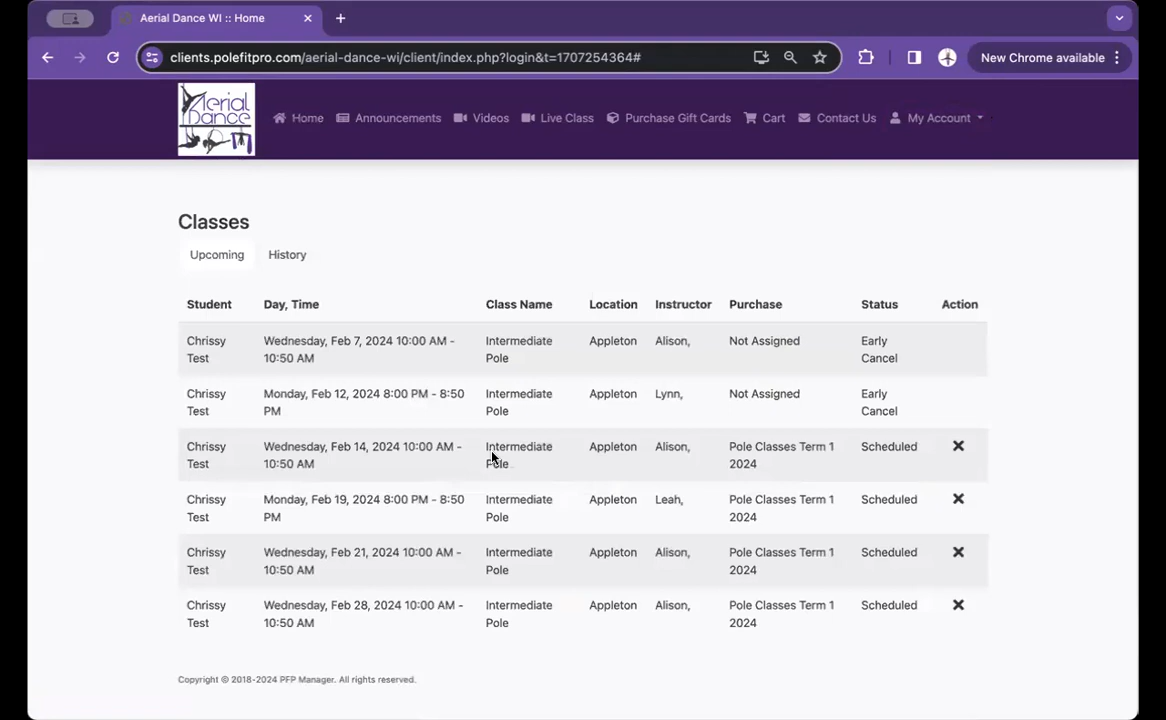 Aerial Dance WI :: Home
clients.polefitpro.com/aerial-dance-wi/client/index.php?login&t=1707254364#
New Chrome available
Aerial
Dance
Home Announcements Videos Live Class Purchase Gift Cards Cart Contact Us My Account
Classes
Upcoming History
Student Day, Time Class Name Location Instructor Purchase Status Action
Chrissy Wednesday, Feb 7, 2024 10:00 AM - Intermediate Appleton Alison, Not Assigned Early
Test 10:50 AM Pole Cancel
Chrissy Monday, Feb 12, 2024 8:00 PM - 8:50 Intermediate Appleton Lynn, Not Assigned Early
Test PM Pole Cancel
Chrissy Wednesday, Feb 14, 2024 10:00 AM - Intermediate Appleton Alison, Pole Classes Term 1 Scheduled
Test 10:50 AM Pole 2024
Chrissy Monday, Feb 19, 2024 8:00 PM - 8:50 Intermediate Appleton Leah, Pole Classes Term 1 Scheduled
Test PM Pole 2024
Chrissy Wednesday, Feb 21, 2024 10:00 AM - Intermediate Appleton Alison, Pole Classes Term 1 Scheduled
Test 10:50 AM Pole 2024
Chrissy Wednesday, Feb 28, 2024 10:00 AM - Intermediate Appleton Alison, Pole Classes Term 1 Scheduled
Test 10:50 AM Pole 2024
Copyright © 2018-2024 PFP Manager. All rights reserved.